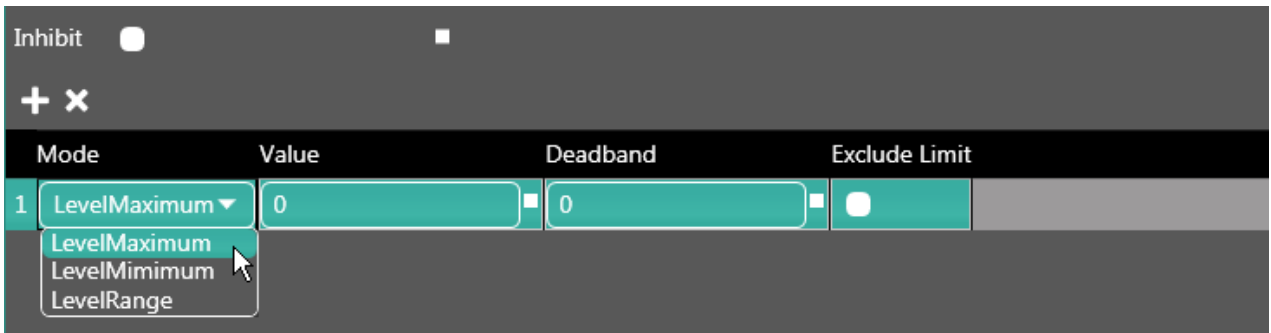 Inhibit
Mode Value Deadband Exclude Limit
1 LevelMaximum 0 0
LevelMaximum
LevelMimimum
LevelRange